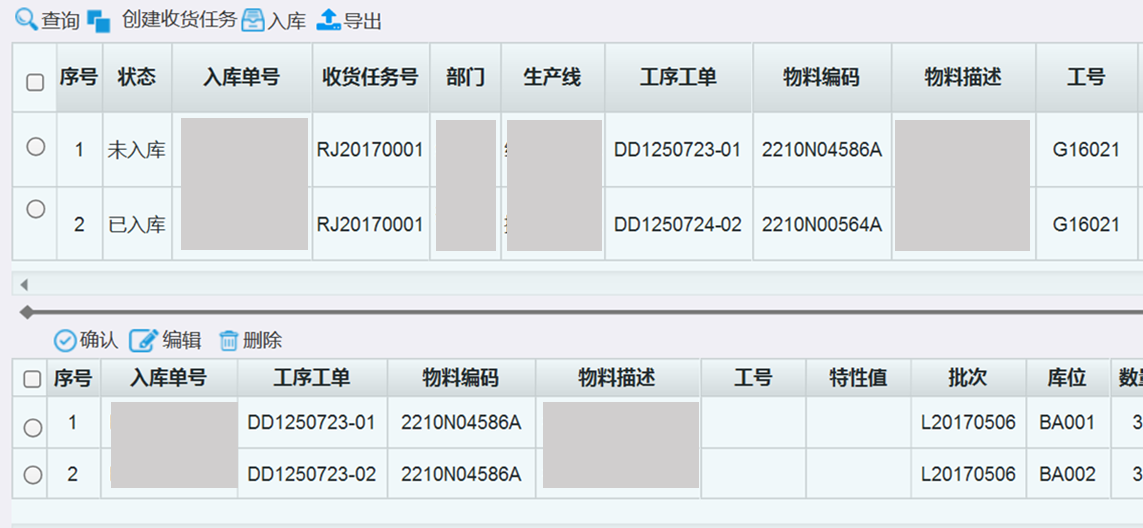 查询 创建收货任务 入库 导出
序号 状态 入库单号 收货任务号 部门 生产线 工序工单 物料编码 物料描述 工号
1 未入库 RJ20170001 DD1250723-01 2210N04586A G16021
2 已入库 RJ20170001 DD1250724-02 2210N00564A G16021
确认 编辑 删除
序号 入库单号 工序工单 物料编码 物料描述 工号 特性值 批次 库位
1 DD1250723-01 2210N04586A L20170506 BA001 3
2 DD1250723-02 2210N04586A L20170506 BA002 3